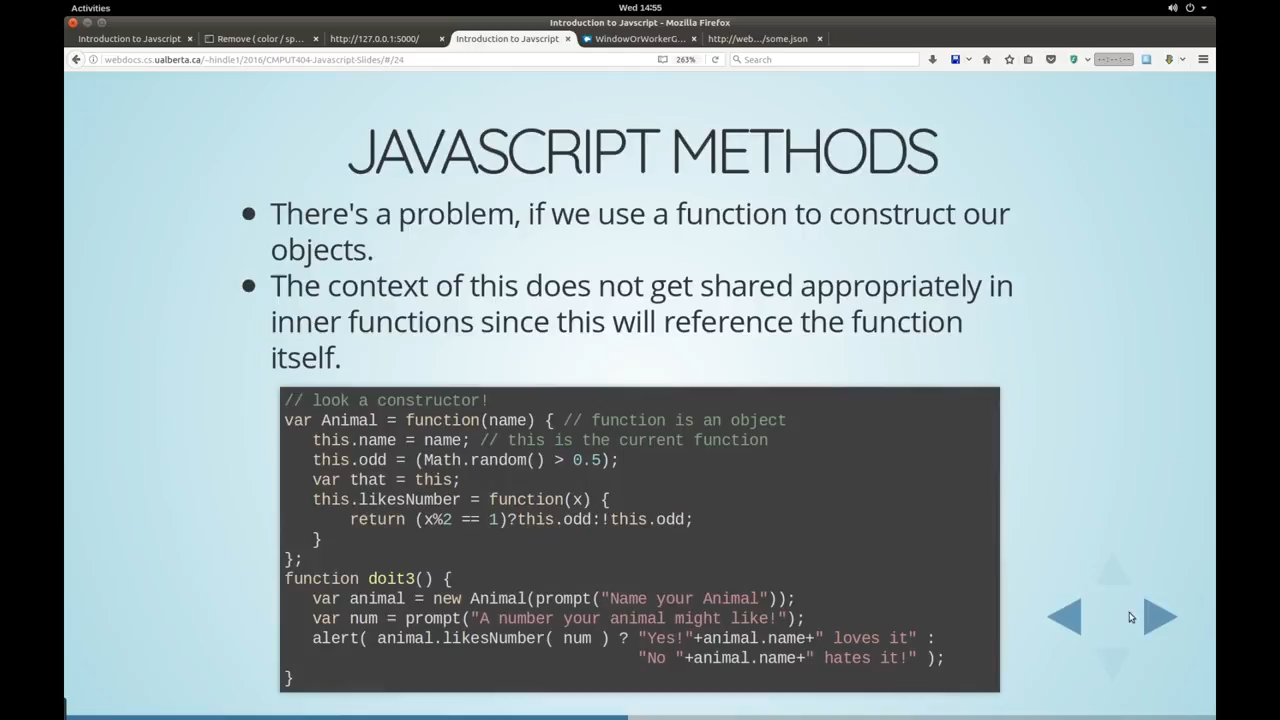 Activities
Wed 14:55
Introduction to Javscript - Mozilla Firefox
Introduction to Javscript × Remove ( color / sp... × http://127.0.0.1:5000/ × Introduction to Javscript × WindowOrWorkerG... × http://web.../some.json ×
webdocs.cs.ualberta.ca/~hindle1/2016/CMPUT404-Javascript-Slides/#/24 263% Search --:--:--
JAVASCRIPT METHODS
• There's a problem, if we use a function to construct our
objects.
• The context of this does not get shared appropriately in
inner functions since this will reference the function
itself.
// look a constructor!
var Animal = function(name) { // function is an object
this.name = name; // this is the current function
this.odd = (Math.random() > 0.5);
var that = this;
this.likesNumber = function(x) {
return (x%2 == 1)?this.odd:!this.odd;
}
};
function doit3() {
var animal = new Animal(prompt("Name your Animal"));
var num = prompt("A number your animal might like!");
alert( animal.likesNumber( num ) ? "Yes!"+animal.name+" loves it" :
"No "+animal.name+" hates it!" );
}